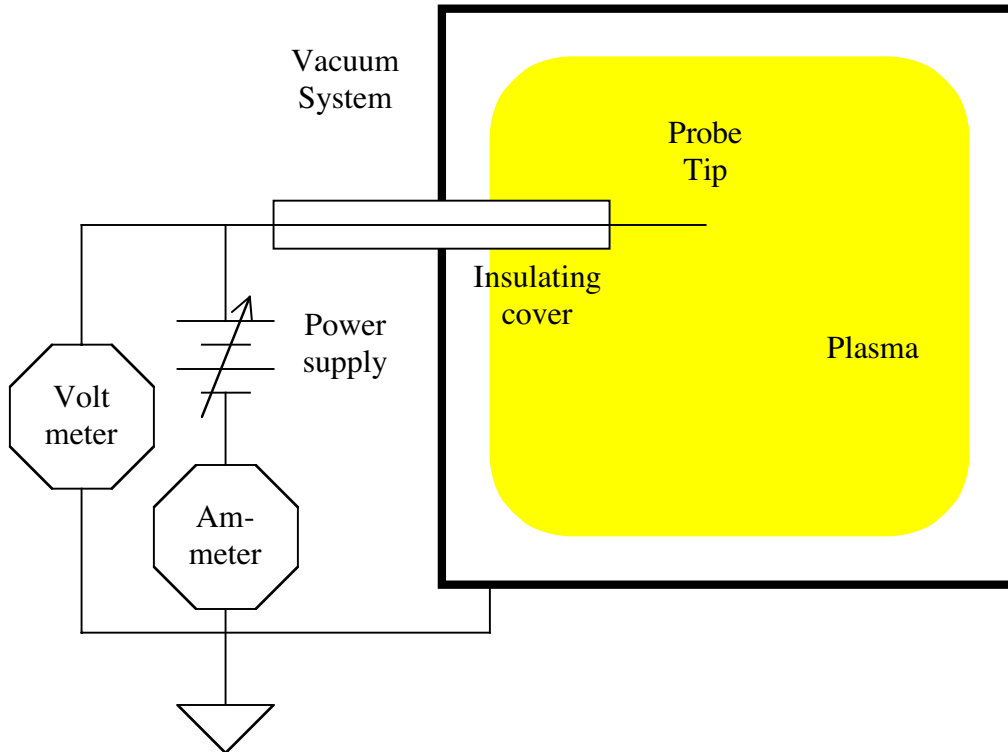 Vacuum
System
Probe
Tip
Insulating
cover
Power
supply
Plasma
Volt
meter
Am-
meter